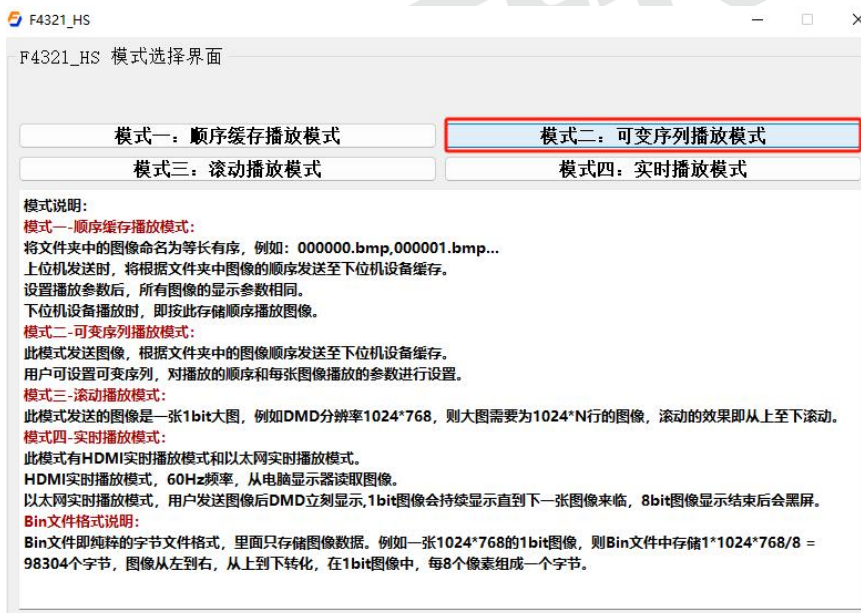 F4321_HS
F4321_HS 模式选择界面
模式一：顺序缓存播放模式
模式二：可变序列播放模式
模式三：滚动播放模式
模式四：实时播放模式
模式说明：
模式一-顺序缓存播放模式：
将文件夹中的图像命名为等长有序，例如：000000.bmp,000001.bmp...
上位机发送时，将根据文件夹中图像的顺序发送至下位机设备缓存。
设置播放参数后，所有图像的显示参数相同。
下位机设备播放时，即按此存储顺序播放图像。
模式二-可变序列播放模式：
此模式发送图像，根据文件夹中的图像顺序发送至下位机设备缓存。
用户可设置可变序列，对播放的顺序和每张图像播放的参数进行设置。
模式三-滚动播放模式：
此模式发送的图像是一张1bit大图，例如DMD分辨率1024*768，则大图需要为1024*N行的图像，滚动的效果即从上至下滚动。
模式四-实时播放模式：
此模式有HDMI实时播放模式和以太网实时播放模式。
HDMI实时播放模式，60Hz频率，从电脑显示器读取图像。
以太网实时播放模式，用户发送图像后DMD立刻显示,1bit图像会持续显示直到下一张图像来临，8bit图像显示结束后会黑屏。
Bin文件格式说明：
Bin文件即纯粹的字节文件格式，里面只存储图像数据。例如一张1024*768的1bit图像，则Bin文件中存储1*1024*768/8 =
98304个字节，图像从左到右，从上到下转化，在1bit图像中，每8个像素组成一个字节。